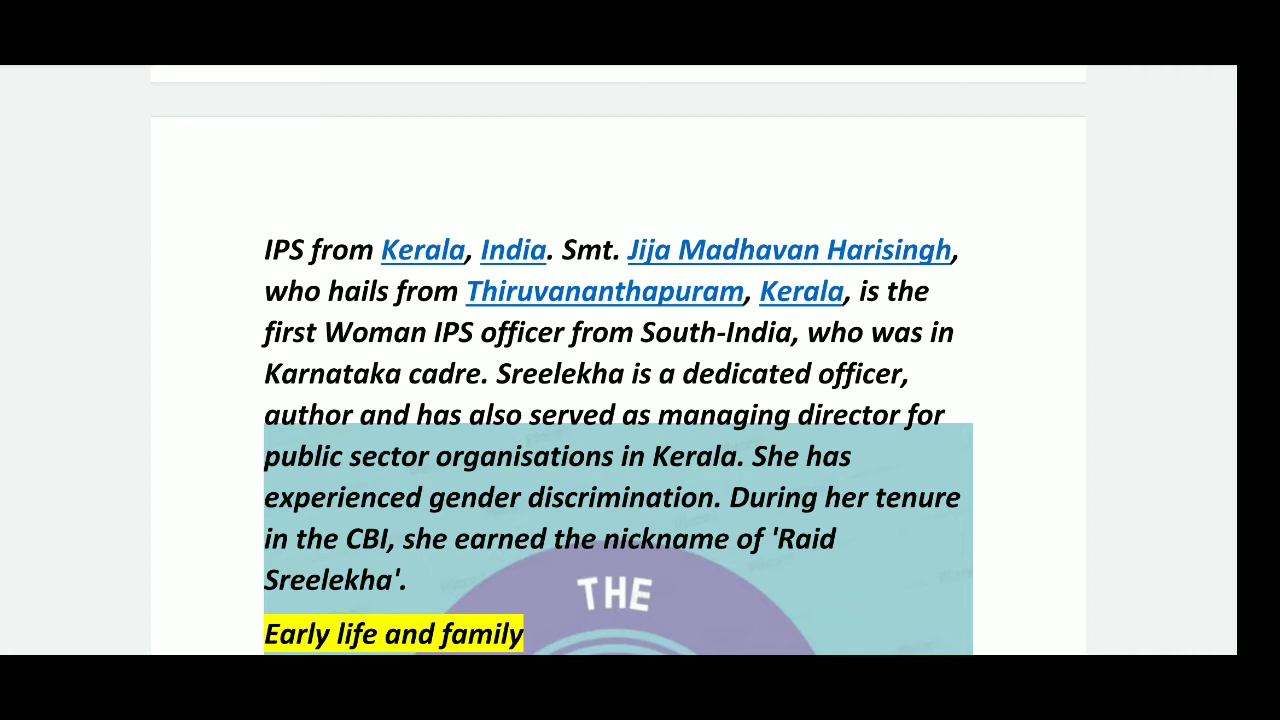 IPS from Kerala, India. Smt. Jija Madhavan Harisingh,
who hails from Thiruvananthapuram, Kerala, is the
first Woman IPS officer from South-India, who was in
Karnataka cadre. Sreelekha is a dedicated officer,
author and has also served as managing director for
public sector organisations in Kerala. She has
experienced gender discrimination. During her tenure
in the CBI, she earned the nickname of 'Raid
Sreelekha'.
THE
Early life and family